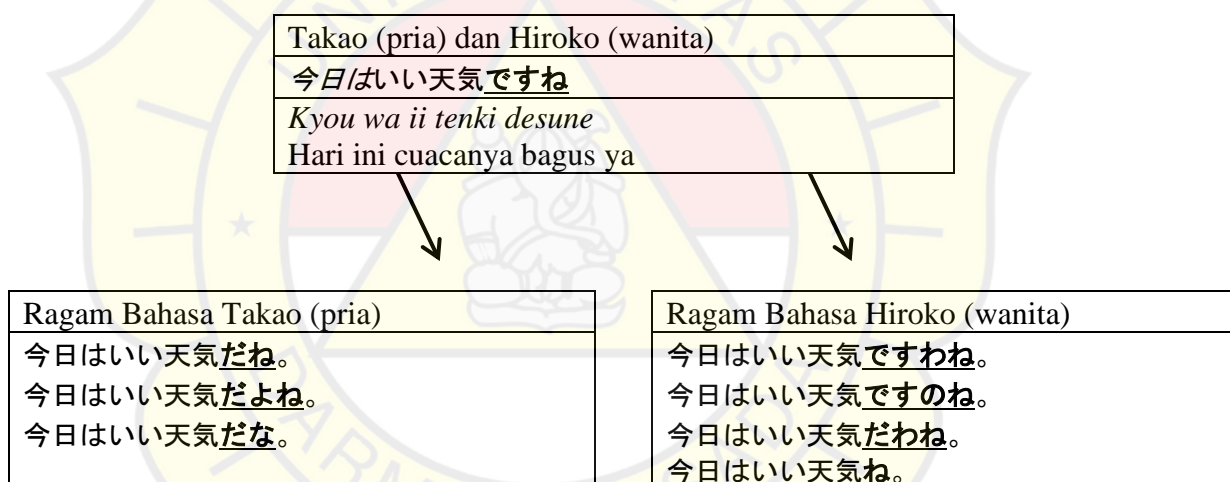 Takao (pria) dan Hiroko (wanita)
今日はいい天気ですね
Kyou wa ii tenki desune
Hari ini cuacanya bagus ya
Ragam Bahasa Takao (pria)
今日はいい天気だね。
今日はいい天気だよね。
今日はいい天気だな。
Ragam Bahasa Hiroko (wanita)
今日はいい天気ですわね。
今日はいい天気ですのね。
今日はいい天気だわね。
今日はいい天気ね。